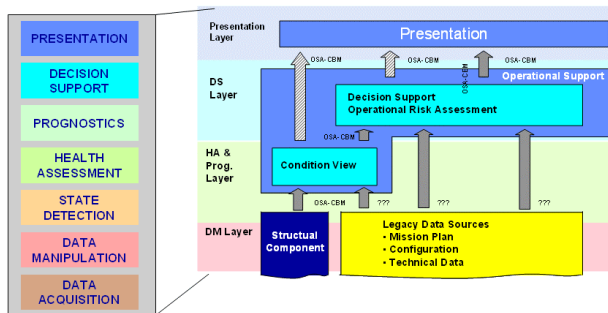 PRESENTATION
DECISION
SUPPORT
PROGNOSTICS
HEALTH
ASSESSMENT
STATE
DETECTION
DATA
MANIPULATION
DATA
ACQUISITION
Presentation
Layer
Presentation
OSA-CBM
OSA-CBM
OSA-CBM
OSA-CBM
DS
Layer
Operational Support
Decision Support
Operational Risk Assessment
OSA-CBM
HA &
Prog.
Layer
Condition View
OSA-CBM
???
???
???
DM Layer
Structual
Component
Legacy Data Sources
• Mission Plan
• Configuration
• Technical Data